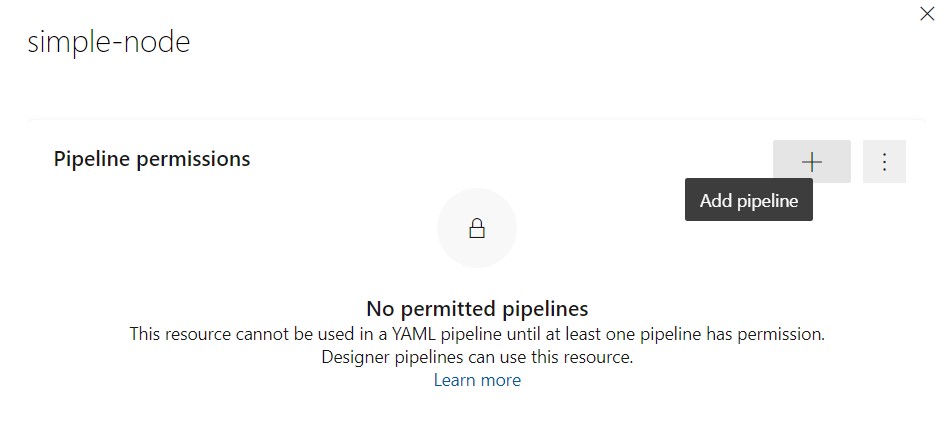 simple-node
Pipeline permissions
Add pipeline
No permitted pipelines
This resource cannot be used in a YAML pipeline until at least one pipeline has permission.
Designer pipelines can use this resource.
Learn more